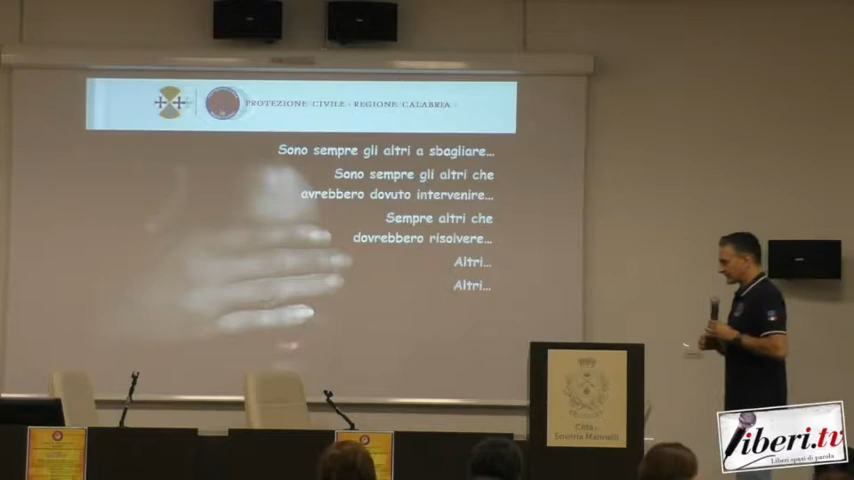 PROTEZIONE CIVILE - REGIONE CALABRIA
Sono sempre gli altri a sbagliare...
Sono sempre gli altri che
avrebbero dovuto intervenire...
Sempre altri che
dovrebbero risolvere...
Altri...
Altri...
Città
Soveria Mannelli
liberi.tv
Liberi spazi di parola